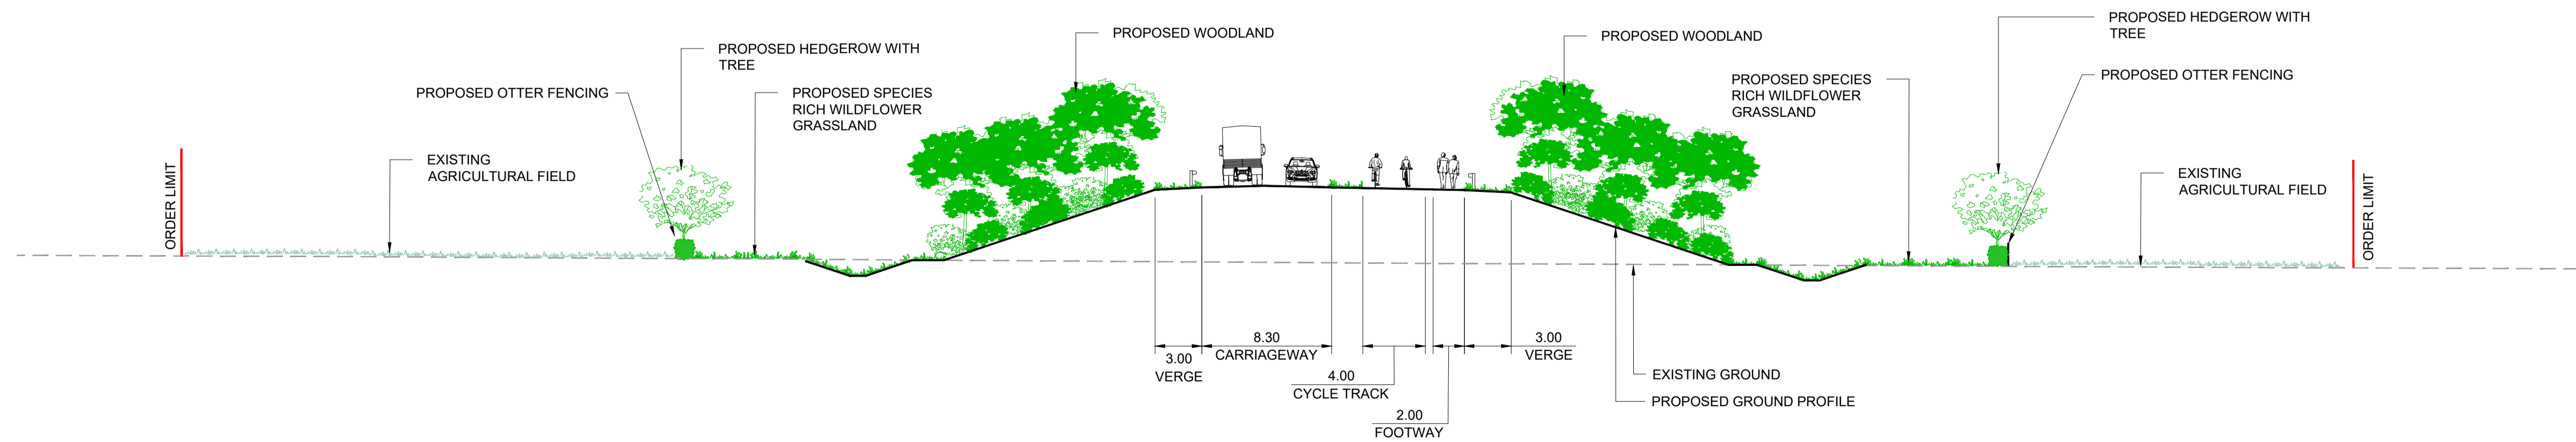 PROPOSED HEDGEROW WITH
TREE
PROPOSED OTTER FENCING
PROPOSED SPECIES
RICH WILDFLOWER
GRASSLAND
EXISTING
AGRICULTURAL FIELD
ORDER LIMIT
PROPOSED WOODLAND
PROPOSED WOODLAND
PROPOSED HEDGEROW WITH
TREE
PROPOSED OTTER FENCING
PROPOSED SPECIES
RICH WILDFLOWER
GRASSLAND
EXISTING
AGRICULTURAL FIELD
ORDER LIMIT
3.00
VERGE
8.30
CARRIAGEWAY
4.00
CYCLE TRACK
2.00
FOOTWAY
3.00
VERGE
EXISTING GROUND
PROPOSED GROUND PROFILE